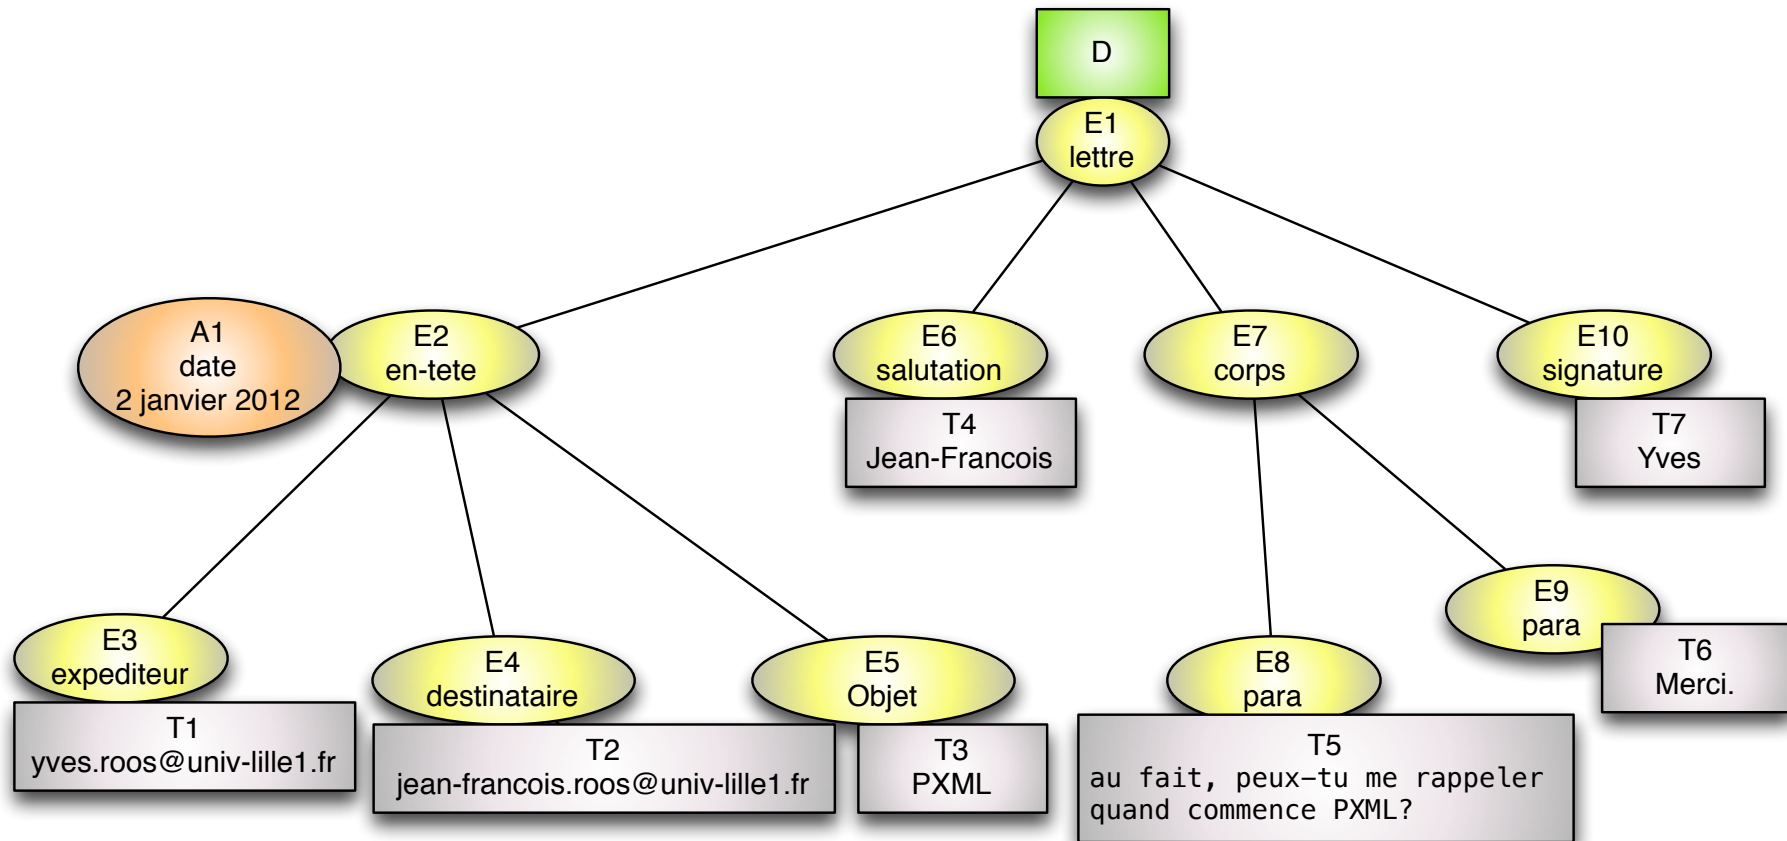 D
E1
lettre
A1
date
2 janvier 2012
E2
en-tete
E6
salutation
T4
Jean-Francois
E7
corps
E10
signature
T7
Yves
E3
expediteur
T1
yves.roos@univ-lille1.fr
E4
destinataire
T2
jean-francois.roos@univ-lille1.fr
E5
Objet
T3
PXML
E8
para
T5
au fait, peux-tu me rappeler
quand commence PXML?
E9
para
T6
Merci.